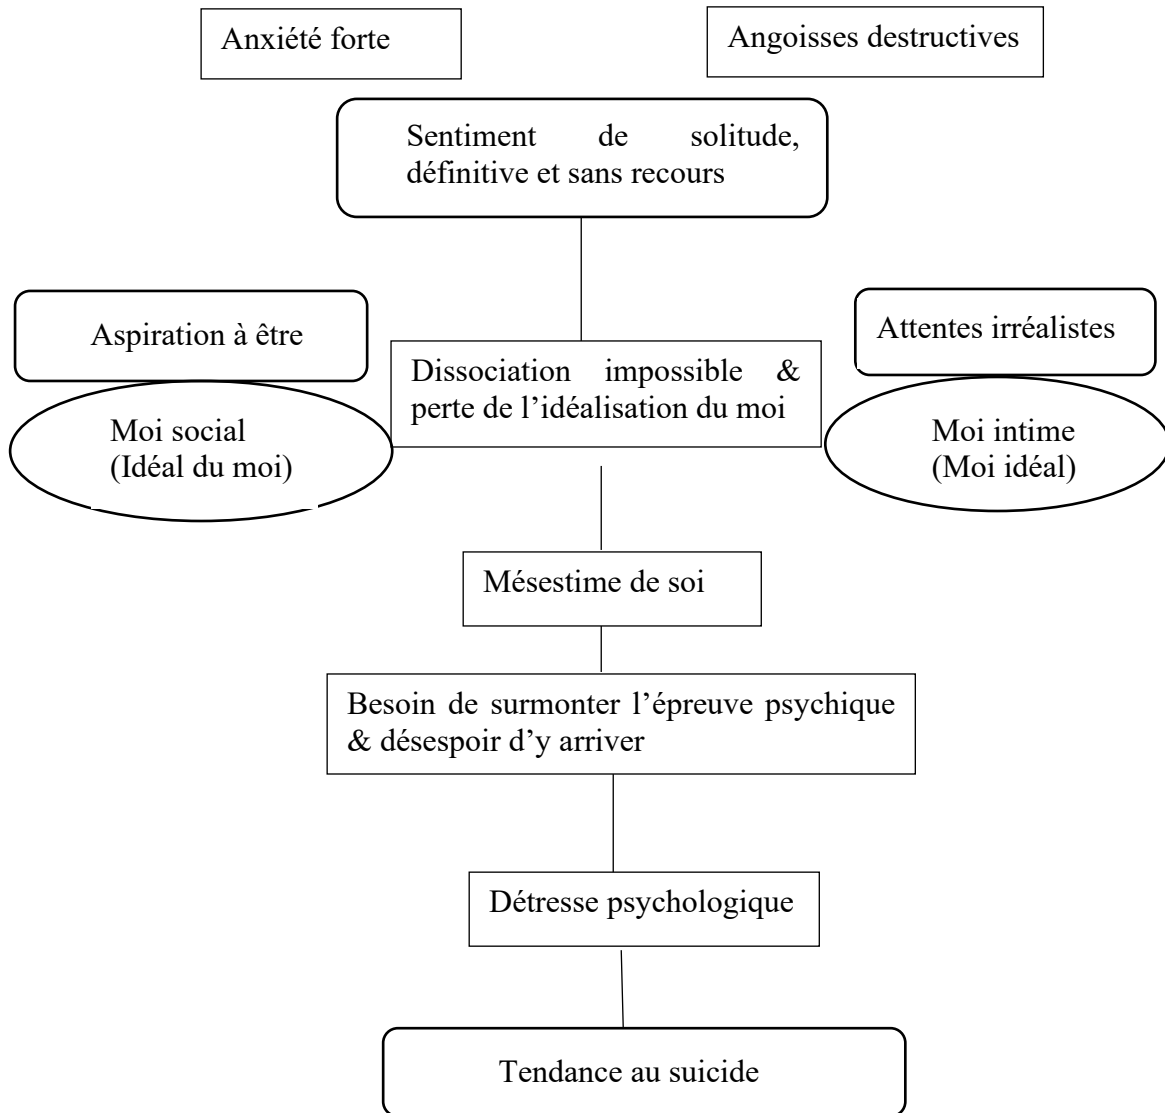 Anxiété forte
Angoisses destructives
Sentiment de solitude,
définitive et sans recours
Aspiration à être
Attentes irréalistes
Dissociation impossible &
perte de l’idéalisation du moi
Moi social
(Idéal du moi)
Moi intime
(Moi idéal)
Mésestime de soi
Besoin de surmonter l’épreuve psychique
& désespoir d’y arriver
Détresse psychologique
Tendance au suicide